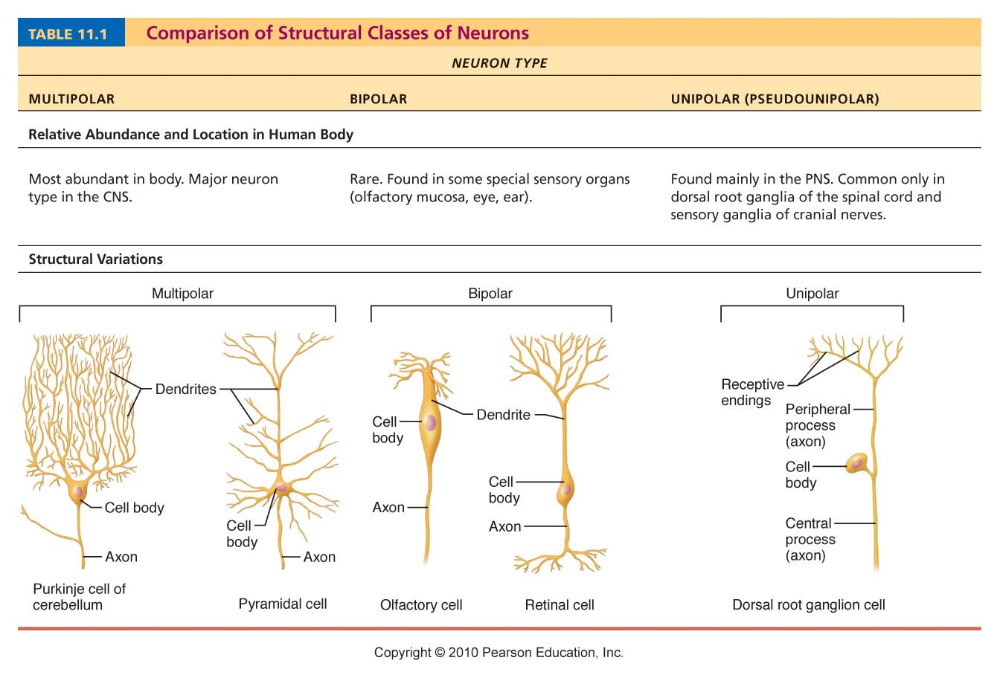 TABLE 11.1
Comparison of Structural Classes of Neurons
NEURON TYPE
MULTIPOLAR
BIPOLAR
UNIPOLAR (PSEUDOUNIPOLAR)
Relative Abundance and Location in Human Body
Most abundant in body. Major neuron
type in the CNS.
Rare. Found in some special sensory organs
(olfactory mucosa, eye, ear).
Found mainly in the PNS. Common only in
dorsal root ganglia of the spinal cord and
sensory ganglia of cranial nerves.
Structural Variations
Multipolar
Dendrites
Cell body
Axon
Purkinje cell of
cerebellum
Cell
body
Axon
Pyramidal cell
Bipolar
Cell
body
Dendrite
Axon
Olfactory cell
Cell
body
Axon
Retinal cell
Unipolar
Receptive
endings
Peripheral
process
(axon)
Cell
body
Central
process
(axon)
Dorsal root ganglion cell
Copyright © 2010 Pearson Education, Inc.